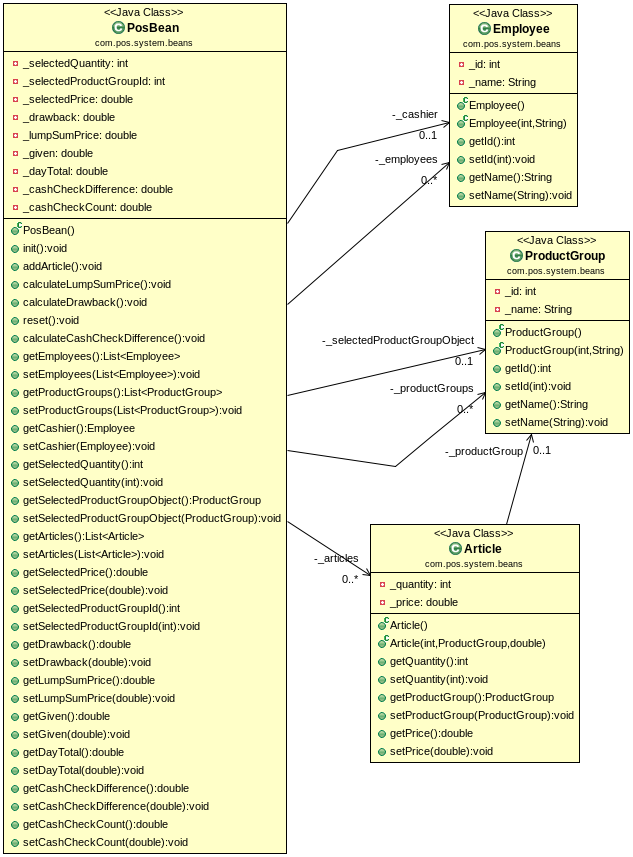 <<Java Class>>
PosBean
com.pos.system.beans
_selectedQuantity: int
_selectedProductGroupId: int
_selectedPrice: double
_drawback: double
_lumpSumPrice: double
_given: double
_dayTotal: double
_cashCheckDifference: double
_cashCheckCount: double
PosBean()
init():void
addArticle():void
calculateLumpSumPrice():void
calculateDrawback():void
reset():void
calculateCashCheckDifference():void
getEmployees():List<Employee>
setEmployees(List<Employee>):void
getProductGroups():List<ProductGroup>
setProductGroups(List<ProductGroup>):void
getCashier():Employee
setCashier(Employee):void
getSelectedQuantity():int
setSelectedQuantity(int):void
getSelectedProductGroupObject():ProductGroup
setSelectedProductGroupObject(ProductGroup):void
getArticles():List<Article>
setArticles(List<Article>):void
getSelectedPrice():double
setSelectedPrice(double):void
getSelectedProductGroupId():int
setSelectedProductGroupId(int):void
getDrawback():double
setDrawback(double):void
getLumpSumPrice():double
setLumpSumPrice(double):void
getGiven():double
setGiven(double):void
getDayTotal():double
setDayTotal(double):void
getCashCheckDifference():double
setCashCheckDifference(double):void
getCashCheckCount():double
setCashCheckCount(double):void
-_cashier
0..1
-_employees
0..*
<<Java Class>>
Employee
com.pos.system.beans
_id: int
_name: String
Employee()
Employee(int,String)
getId():int
setId(int):void
getName():String
setName(String):void
-_selectedProductGroupObject
0..1
-_productGroups
0..*
<<Java Class>>
ProductGroup
com.pos.system.beans
_id: int
_name: String
ProductGroup()
ProductGroup(int,String)
getId():int
setId(int):void
getName():String
setName(String):void
-_productGroup
0..1
-_articles
0..*
<<Java Class>>
Article
com.pos.system.beans
_quantity: int
_price: double
Article()
Article(int,ProductGroup,double)
getQuantity():int
setQuantity(int):void
getProductGroup():ProductGroup
setProductGroup(ProductGroup):void
getPrice():double
setPrice(double):void